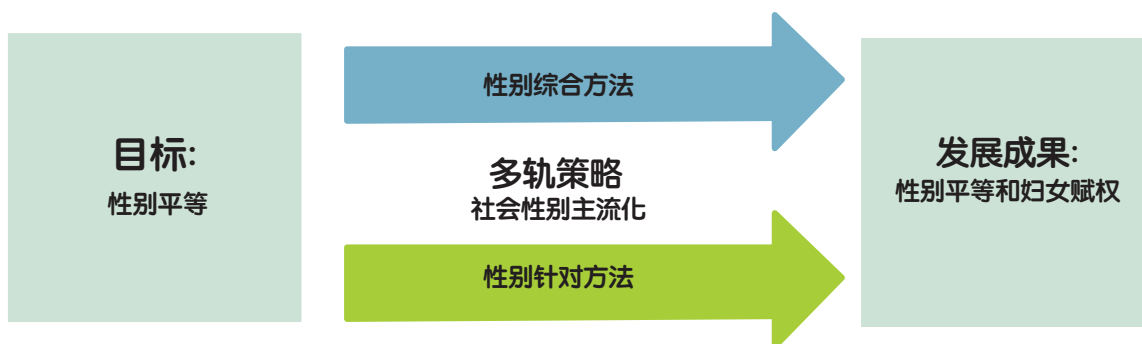 目标:
性别平等
性别综合方法
多轨策略
社会性别主流化
性别针对方法
发展成果:
性别平等和妇女赋权